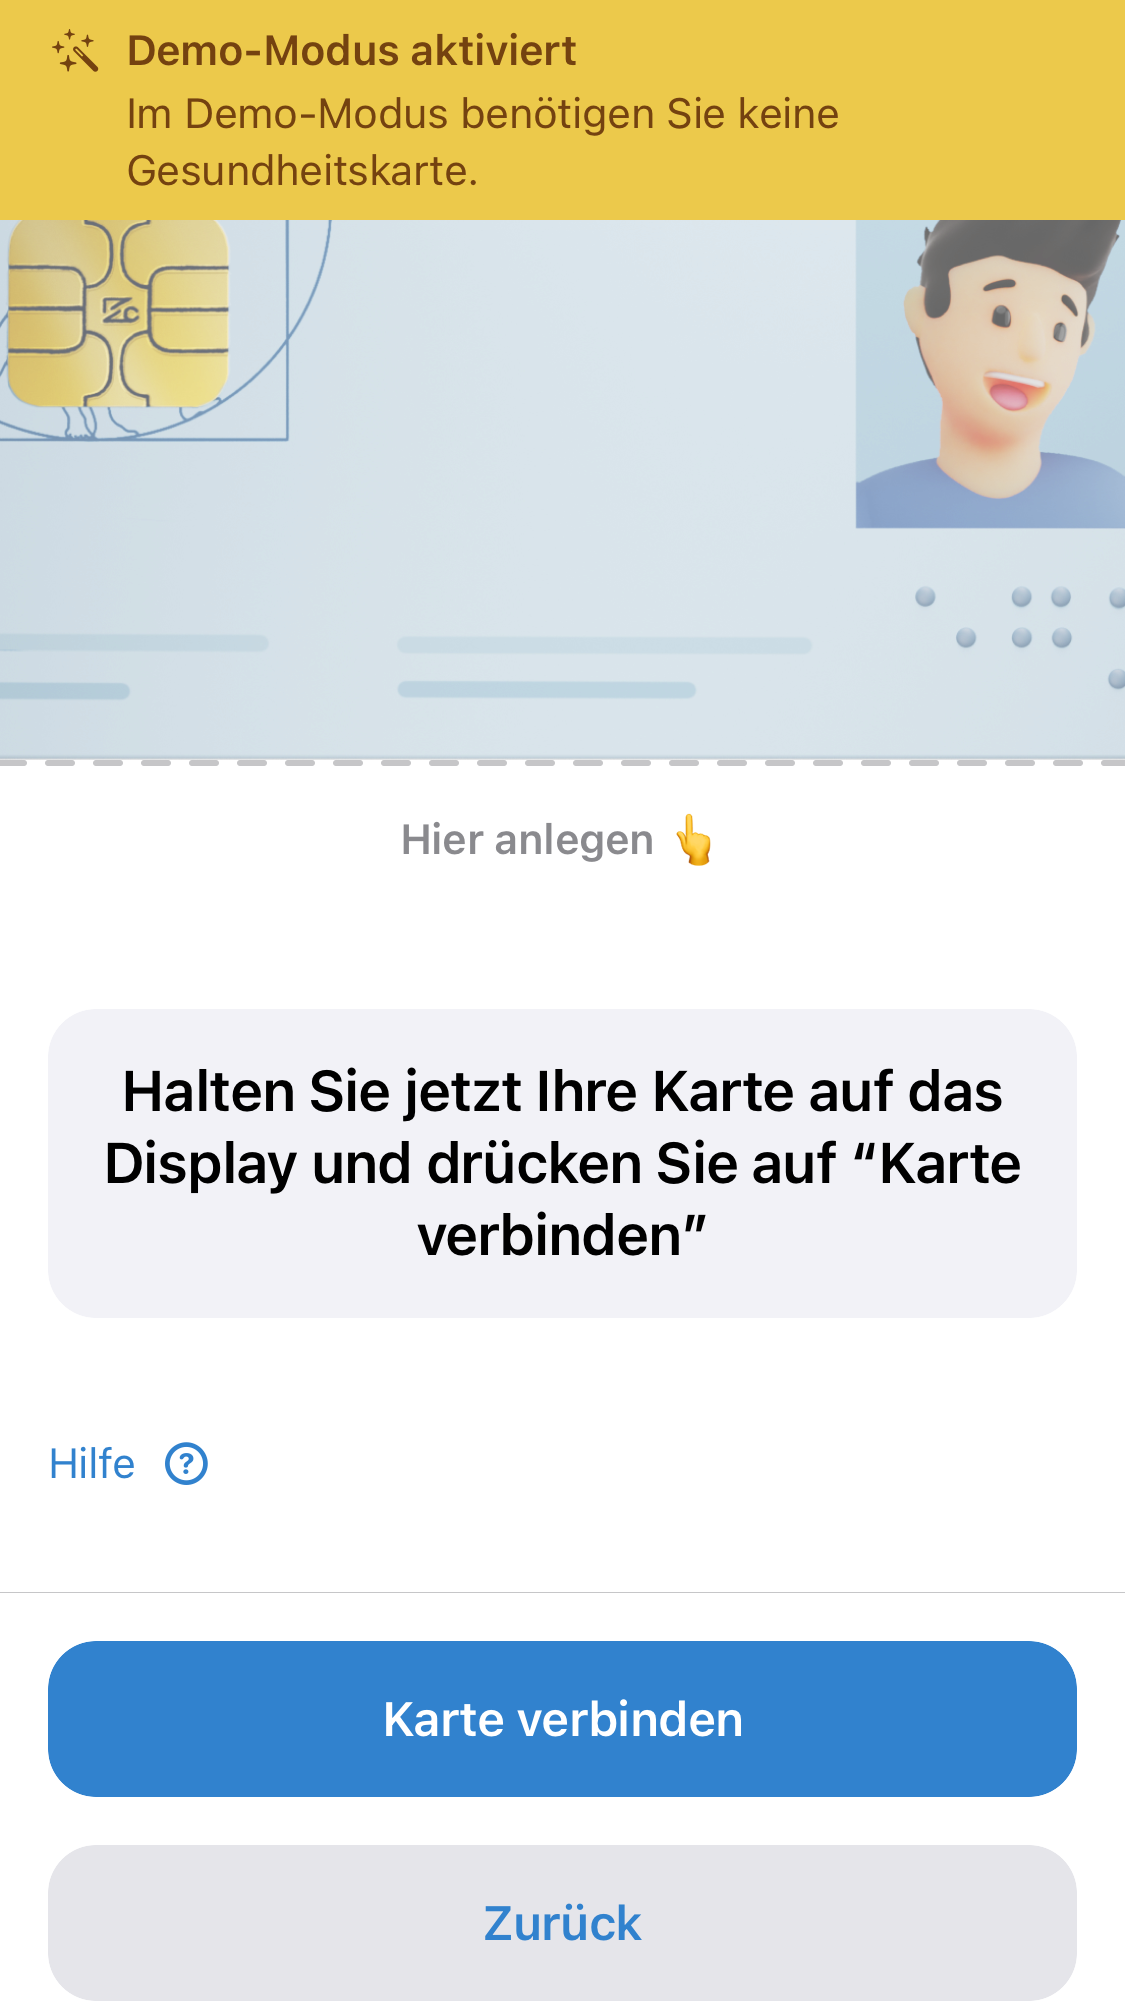 Demo-Modus aktiviert
Im Demo-Modus benötigen Sie keine
Gesundheitskarte.
Hier anlegen 👆
Halten Sie jetzt Ihre Karte auf das
Display und drücken Sie auf “Karte
verbinden”
Hilfe ?
Karte verbinden
Zurück